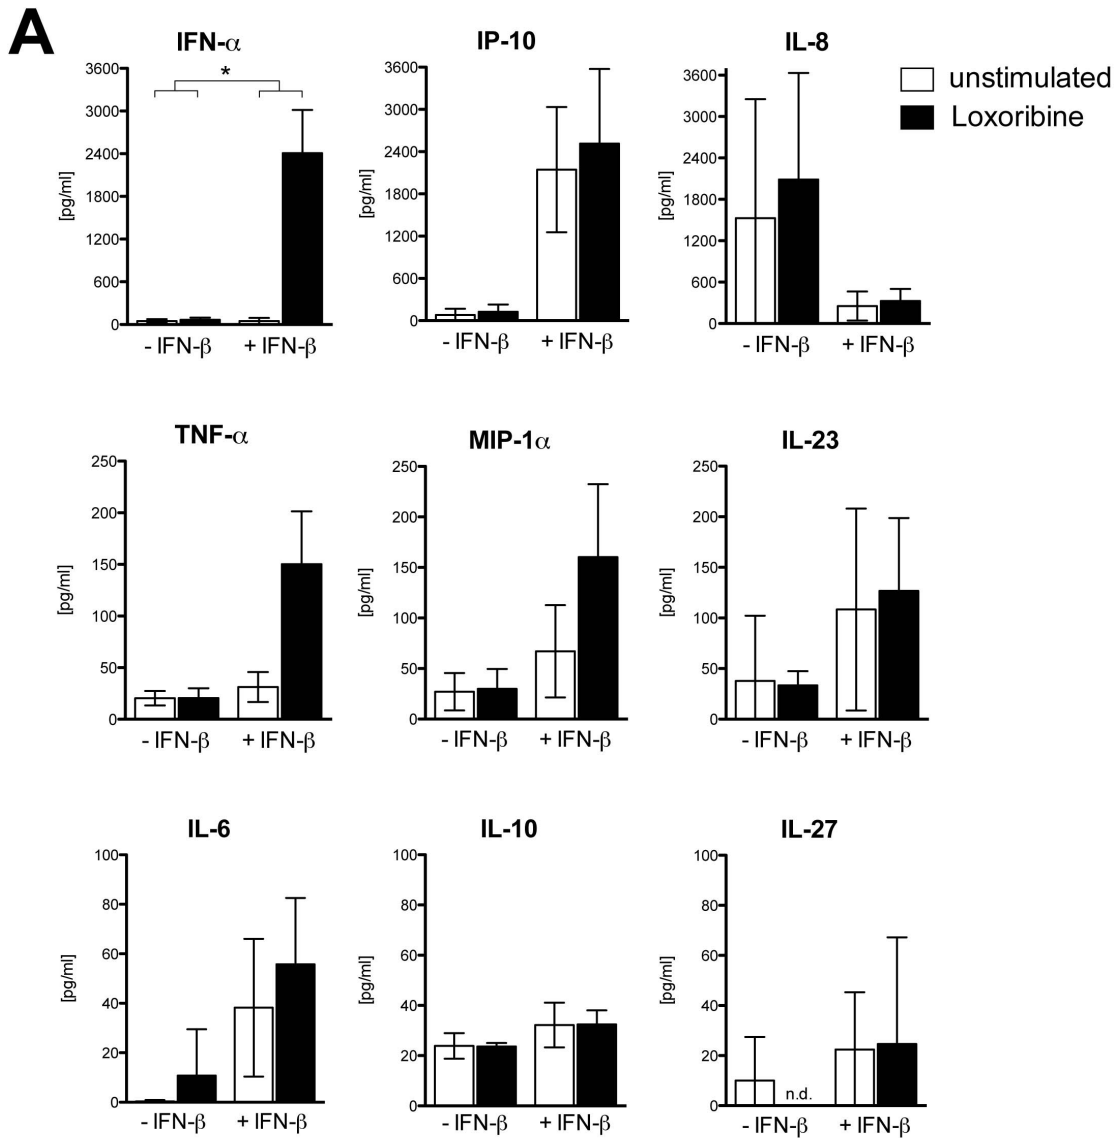 A
IFN-α
IP-10
IL-8
unstimulated
Loxoribine
[pg/ml]
3600
3000
2400
1800
1200
600
0
*
- IFN-β + IFN-β
[pg/ml]
3600
3000
2400
1800
1200
600
0
- IFN-β + IFN-β
[pg/ml]
3600
3000
2400
1800
1200
600
0
- IFN-β + IFN-β
TNF-α
[pg/ml]
250
200
150
100
50
0
- IFN-β + IFN-β
MIP-1α
[pg/ml]
250
200
150
100
50
0
- IFN-β + IFN-β
IL-23
[pg/ml]
250
200
150
100
50
0
- IFN-β + IFN-β
IL-6
[pg/ml]
100
80
60
40
20
0
- IFN-β + IFN-β
IL-10
[pg/ml]
100
80
60
40
20
0
- IFN-β + IFN-β
IL-27
[pg/ml]
100
80
60
40
20
0
n.d.
- IFN-β + IFN-β